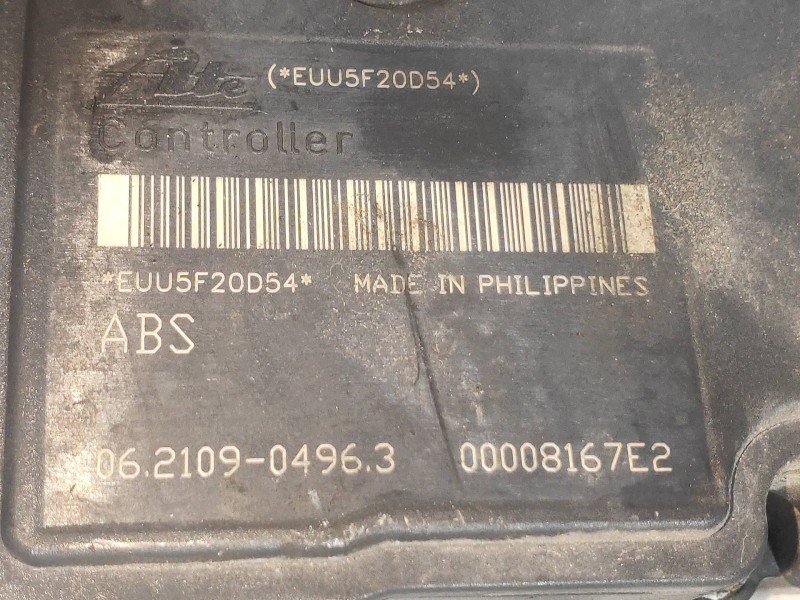 Ate (*EUU5F20D54*)
Controller
*EUU5F20D54* MADE IN PHILIPPINES
ABS
06.2109-0496.3 00008167E2